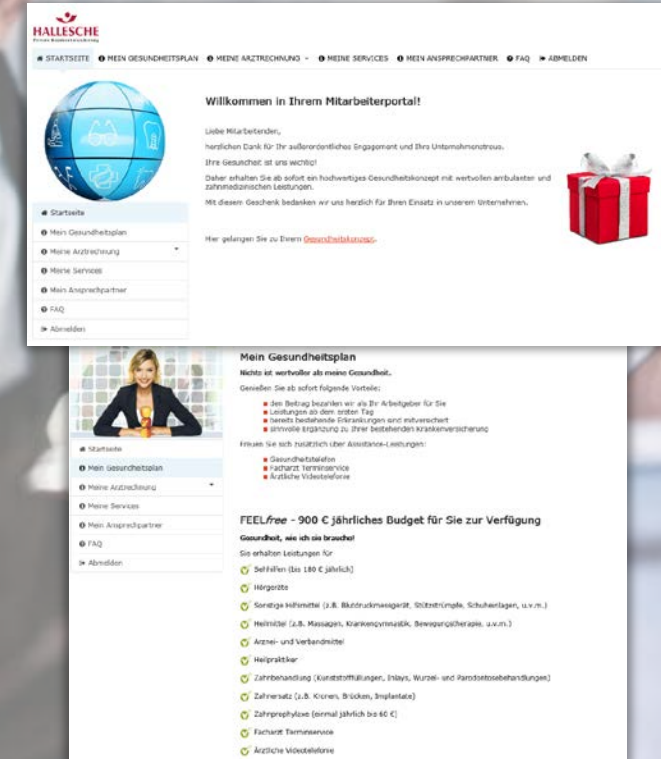 HALLESCHE
Private Krankenversicherung
STARTSEITE MEIN GESUNDHEITSPLAN MEINE ARZTRECHNUNG MEINE SERVICES MEIN ANSPRECHPARTNER FAQ ABMELDEN
Willkommen in Ihrem Mitarbeiterportal!
Liebe Mitarbeitenden,
herzlichen Dank für Ihr außerordentliches Engagement und Ihre Unternehmenstreue.
Ihre Gesundheit ist uns wichtig!
Daher erhalten Sie ab sofort ein hochwertiges Gesundheitskonzept mit wertvollen ambulanten und
zahnmedizinischen Leistungen.
Mit diesem Geschenk bedanken wir uns herzlich für Ihren Einsatz in unserem Unternehmen.
Hier gelangen Sie zu Ihrem Gesundheitskonzept.
Startseite
Mein Gesundheitsplan
Meine Arztrechnung
Meine Services
Mein Ansprechpartner
FAQ
Abmelden
Mein Gesundheitsplan
Nichts ist wertvoller als meine Gesundheit.
Genießen Sie ab sofort folgende Vorteile:
den Beitrag bezahlen wir als Ihr Arbeitgeber für Sie
Leistungen ab dem ersten Tag
bereits bestehende Erkrankungen sind mitversichert
sinnvolle Ergänzung zu Ihrer bestehenden Krankenversicherung
Freuen Sie sich zusätzlich über Assistance-Leistungen:
Gesundheitstelefon
Facharzt Terminservice
Ärztliche Videotelefonie
Startseite
Mein Gesundheitsplan
Meine Arztrechnung
Meine Services
Mein Ansprechpartner
FAQ
Abmelden
FEELfree - 900 € jährliches Budget für Sie zur Verfügung
Gesundheit, wie ich sie brauche!
Sie erhalten Leistungen für
Sehhilfen (bis 180 € jährlich)
Hörgeräte
Sonstige Hilfsmittel (z.B. Blutdruckmessgerät, Stützstrümpfe, Schuheinlagen, u.v.m.)
Heilmittel (z.B. Massagen, Krankengymnastik, Bewegungstherapie, u.v.m.)
Arznei- und Verbandmittel
Heilpraktiker
Zahnbehandlung (Kunststofffüllungen, Inlays, Wurzel- und Parodontosebehandlungen)
Zahnersatz (z.B. Kronen, Brücken, Implantate)
Zahnprophylaxe (einmal jährlich bis 60 €)
Facharzt Terminservice
Ärztliche Videotelefonie